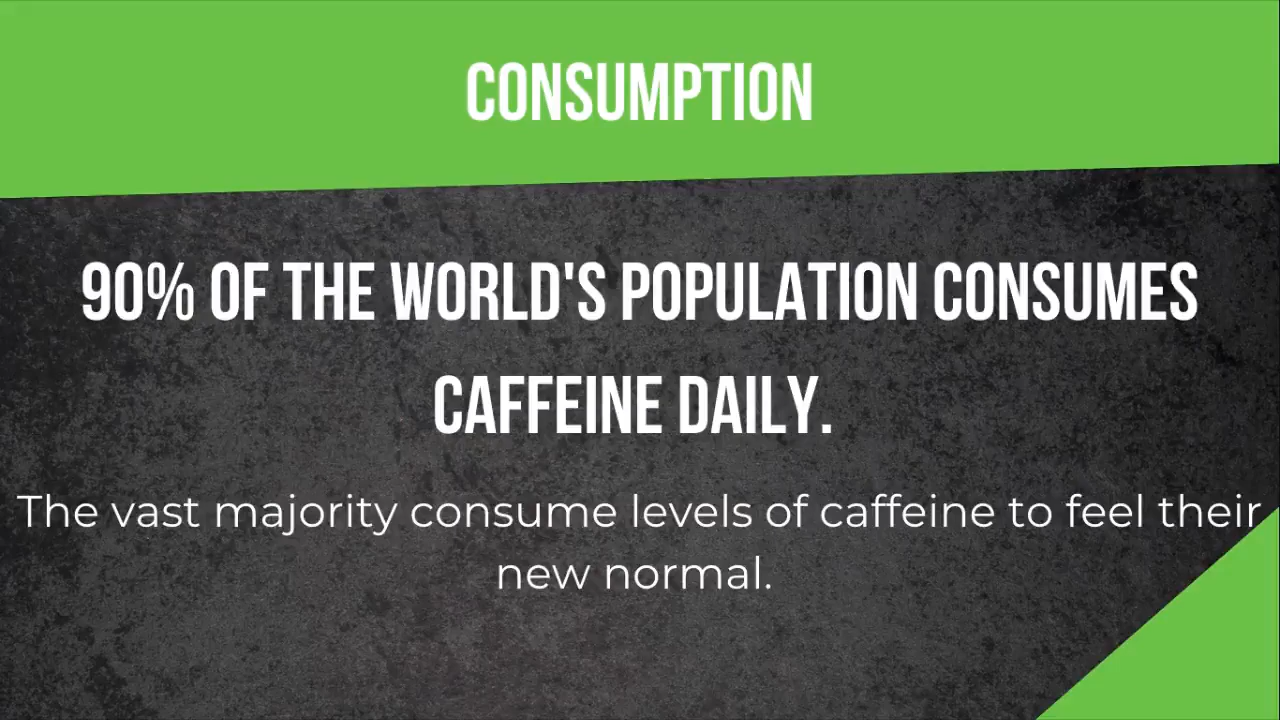 CONSUMPTION
90% OF THE WORLD'S POPULATION CONSUMES
CAFFEINE DAILY.
The vast majority consume levels of caffeine to feel their
new normal.